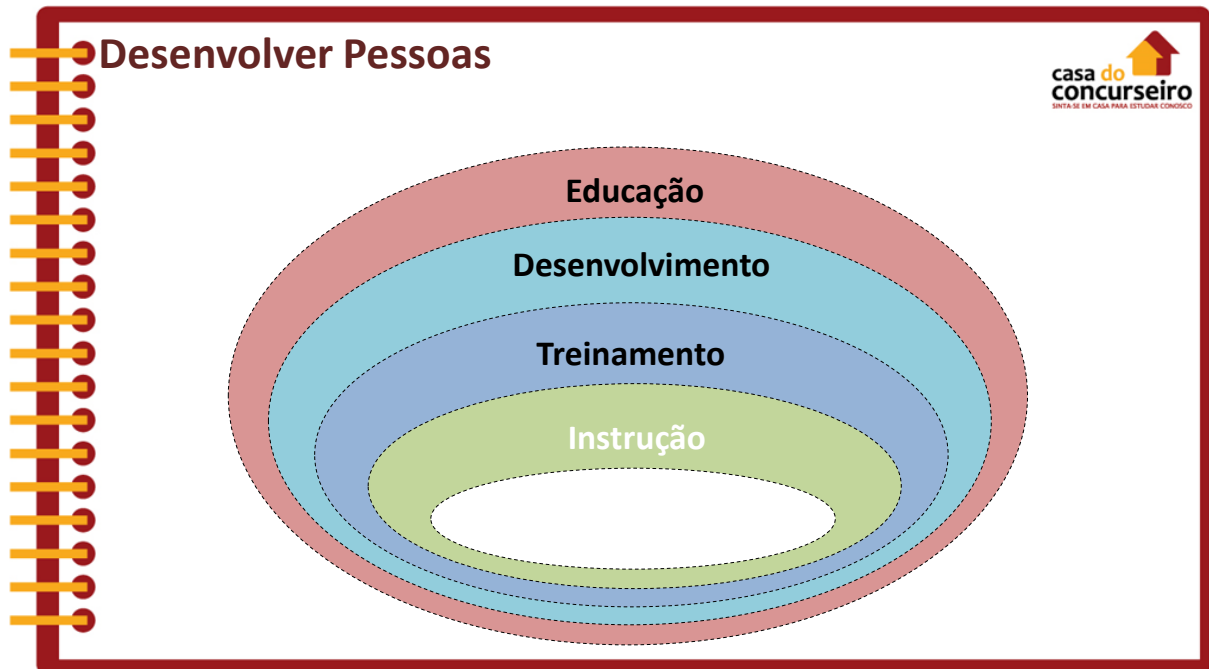 Desenvolver Pessoas
casa do
concurseiro
SINTA-SE EM CASA PARA ESTUDAR CONOSCO
Educação
Desenvolvimento
Treinamento
Instrução